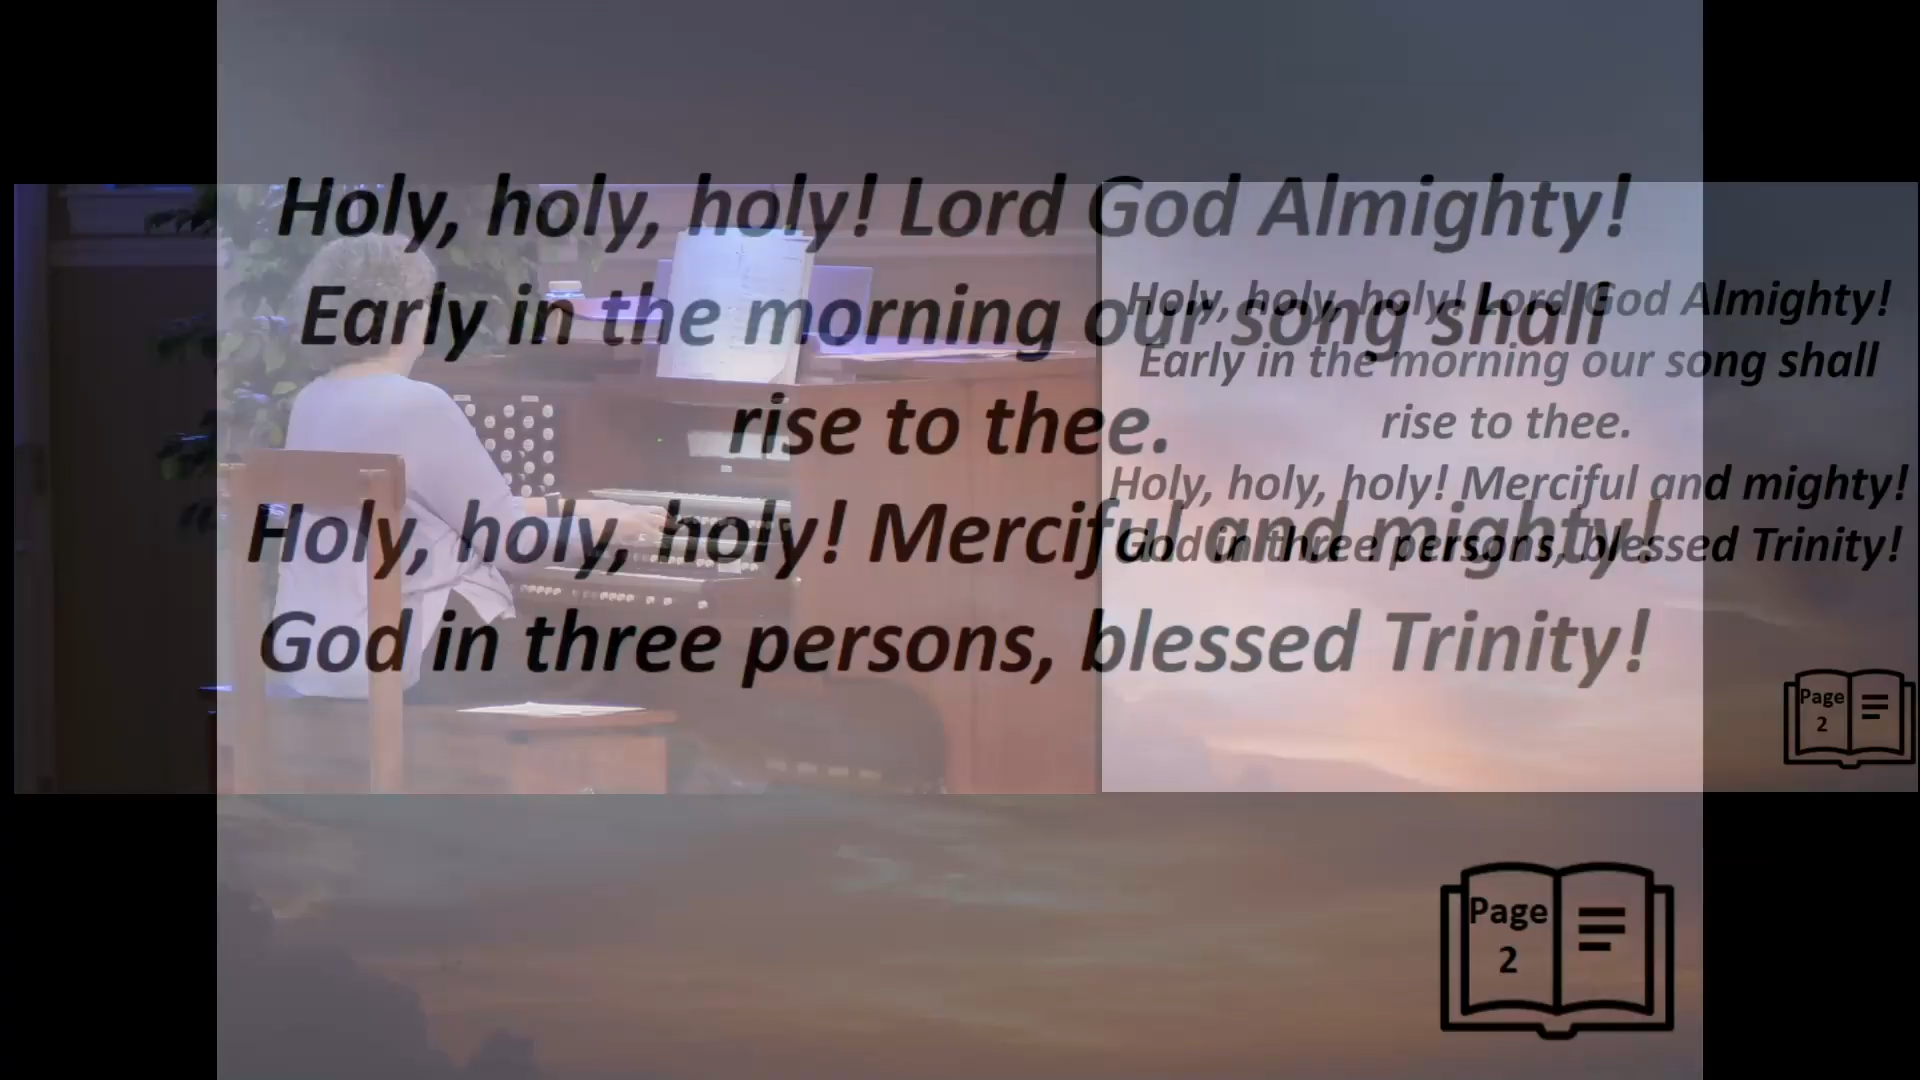 Holy, holy, holy! Lord God Almighty!
Early in the morning our song shall
rise to thee.
Holy, holy, holy! Merciful and mighty!
God in three persons, blessed Trinity!
Page
2
Holy, holy, holy! Lord God Almighty!
Early in the morning our song shall
rise to thee.
Holy, holy, holy! Merciful and mighty!
God in three persons, blessed Trinity!
Page
2